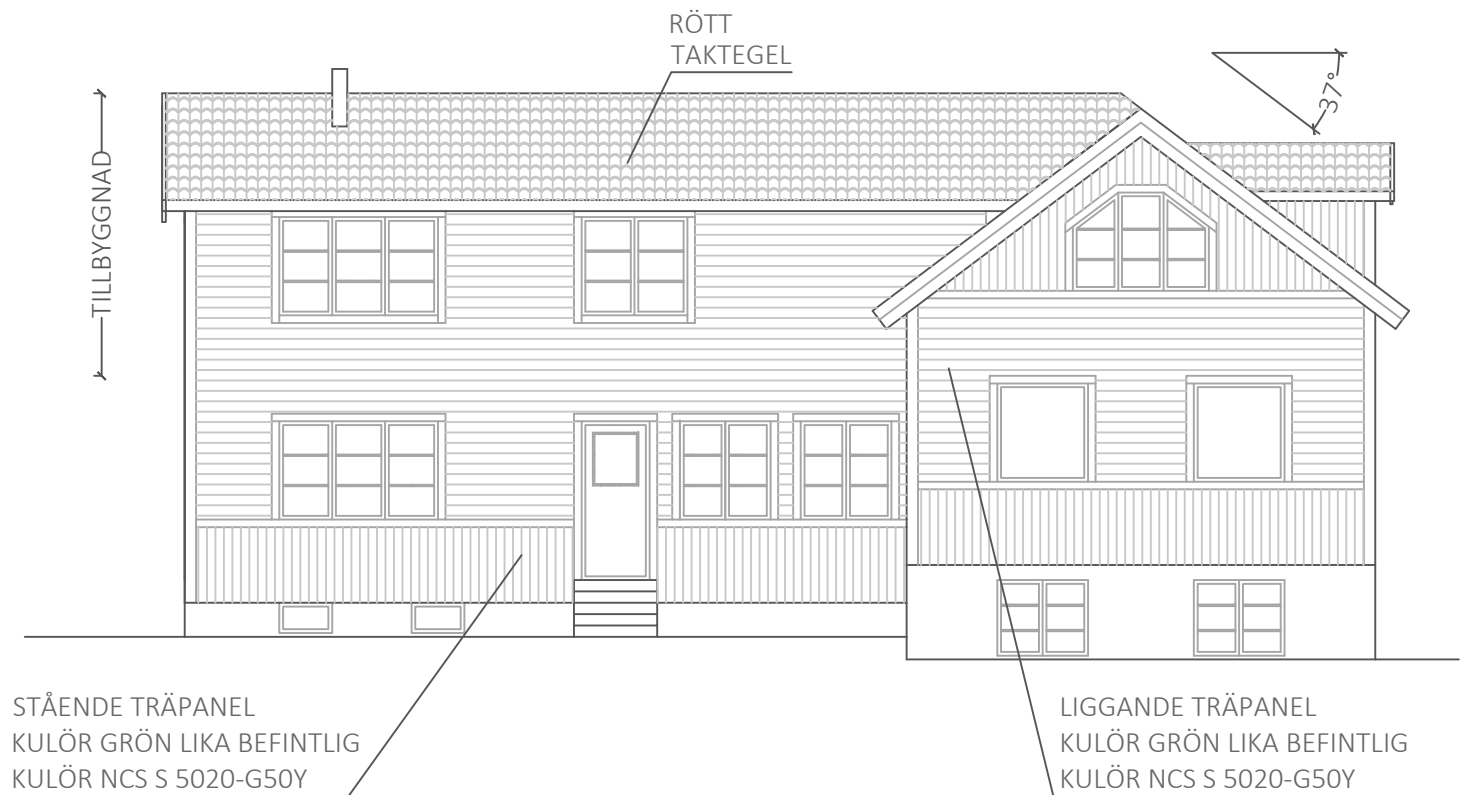 RÖTT
TAKTEGEL
37°
TILLBYGGNAD
STÅENDE TRÄPANEL
KULÖR GRÖN LIKA BEFINTLIG
KULÖR NCS S 5020-G50Y
LIGGANDE TRÄPANEL
KULÖR GRÖN LIKA BEFINTLIG
KULÖR NCS S 5020-G50Y